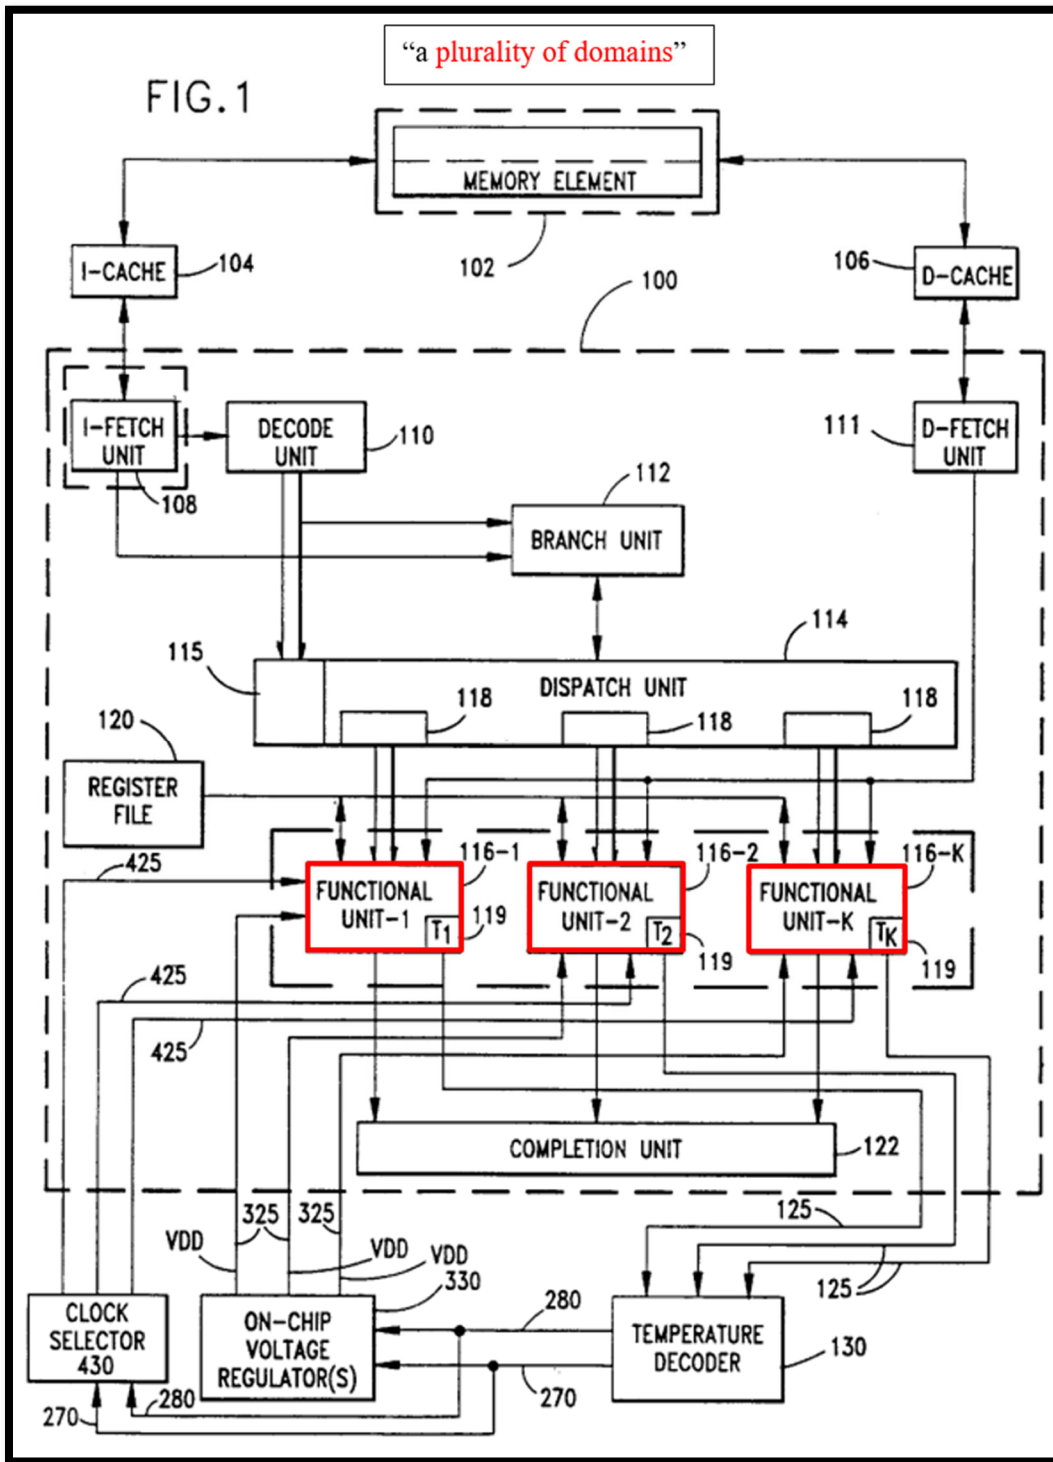 “a plurality of domains”
FIG.1
MEMORY ELEMENT
102
I-CACHE
104
106
D-CACHE
100
I-FETCH
UNIT
108
DECODE
UNIT
110
111
D-FETCH
UNIT
112
BRANCH UNIT
114
115
DISPATCH UNIT
118
118
118
120
REGISTER
FILE
425
116-1
116-2
116-K
FUNCTIONAL
UNIT-1
T1
119
FUNCTIONAL
UNIT-2
T2
119
FUNCTIONAL
UNIT-K
TK
119
425
425
COMPLETION UNIT
122
325
325
125
VDD
VDD
VDD
330
125
CLOCK
SELECTOR
430
ON-CHIP
VOLTAGE
REGULATOR(S)
280
TEMPERATURE
DECODER
130
270
270
280